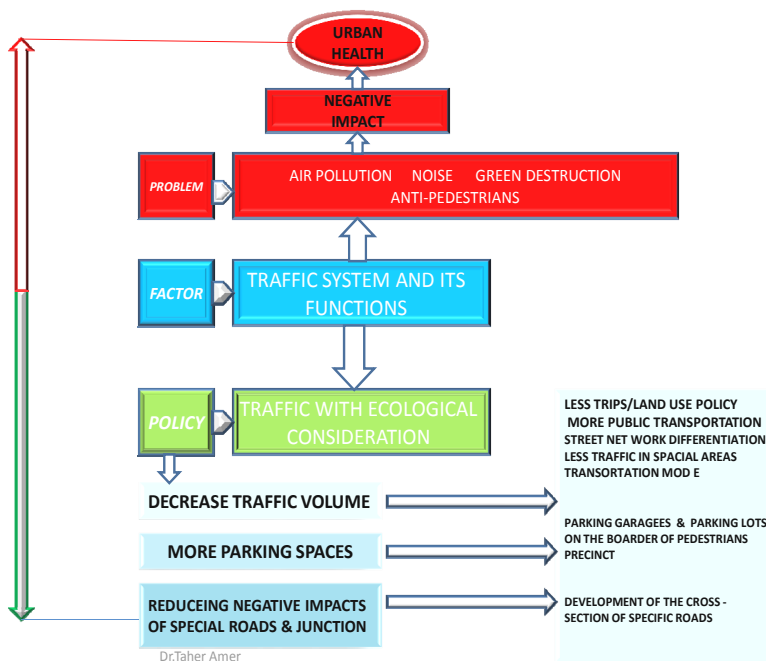 URBAN
HEALTH
NEGATIVE
IMPACT
PROBLEM
AIR POLLUTION NOISE GREEN DESTRUCTION
ANTI-PEDESTRIANS
FACTOR
TRAFFIC SYSTEM AND ITS
FUNCTIONS
POLICY
TRAFFIC WITH ECOLOGICAL
CONSIDERATION
DECREASE TRAFFIC VOLUME
LESS TRIPS/LAND USE POLICY
MORE PUBLIC TRANSPORTATION
STREET NET WORK DIFFERENTIATION
LESS TRAFFIC IN SPACIAL AREAS
TRANSORTATION MOD E
MORE PARKING SPACES
PARKING GARAGEES & PARKING LOTS
ON THE BOARDER OF PEDESTRIANS
PRECINCT
REDUCEING NEGATIVE IMPACTS
OF SPECIAL ROADS & JUNCTION
DEVELOPMENT OF THE CROSS -
SECTION OF SPECIFIC ROADS
Dr.Taher Amer